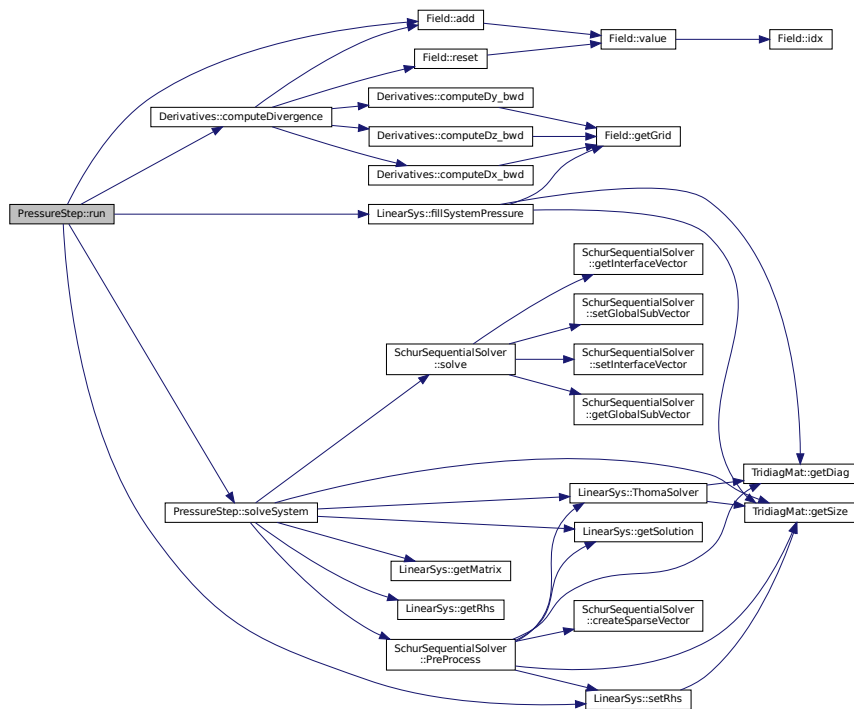 Field::add
Field::value
Field::idx
Field::reset
Derivatives::computeDy_bwd
Derivatives::computeDivergence
Derivatives::computeDz_bwd
Field::getGrid
Derivatives::computeDx_bwd
PressureStep::run
LinearSys::fillSystemPressure
SchurSequentialSolver
::getInterfaceVector
SchurSequentialSolver
::setGlobalSubVector
SchurSequentialSolver
::solve
SchurSequentialSolver
::setInterfaceVector
SchurSequentialSolver
::getGlobalSubVector
TridiagMat::getDiag
LinearSys::ThomaSolver
PressureStep::solveSystem
TridiagMat::getSize
LinearSys::getSolution
LinearSys::getMatrix
LinearSys::getRhs
SchurSequentialSolver
::createSparseVector
SchurSequentialSolver
::PreProcess
LinearSys::setRhs